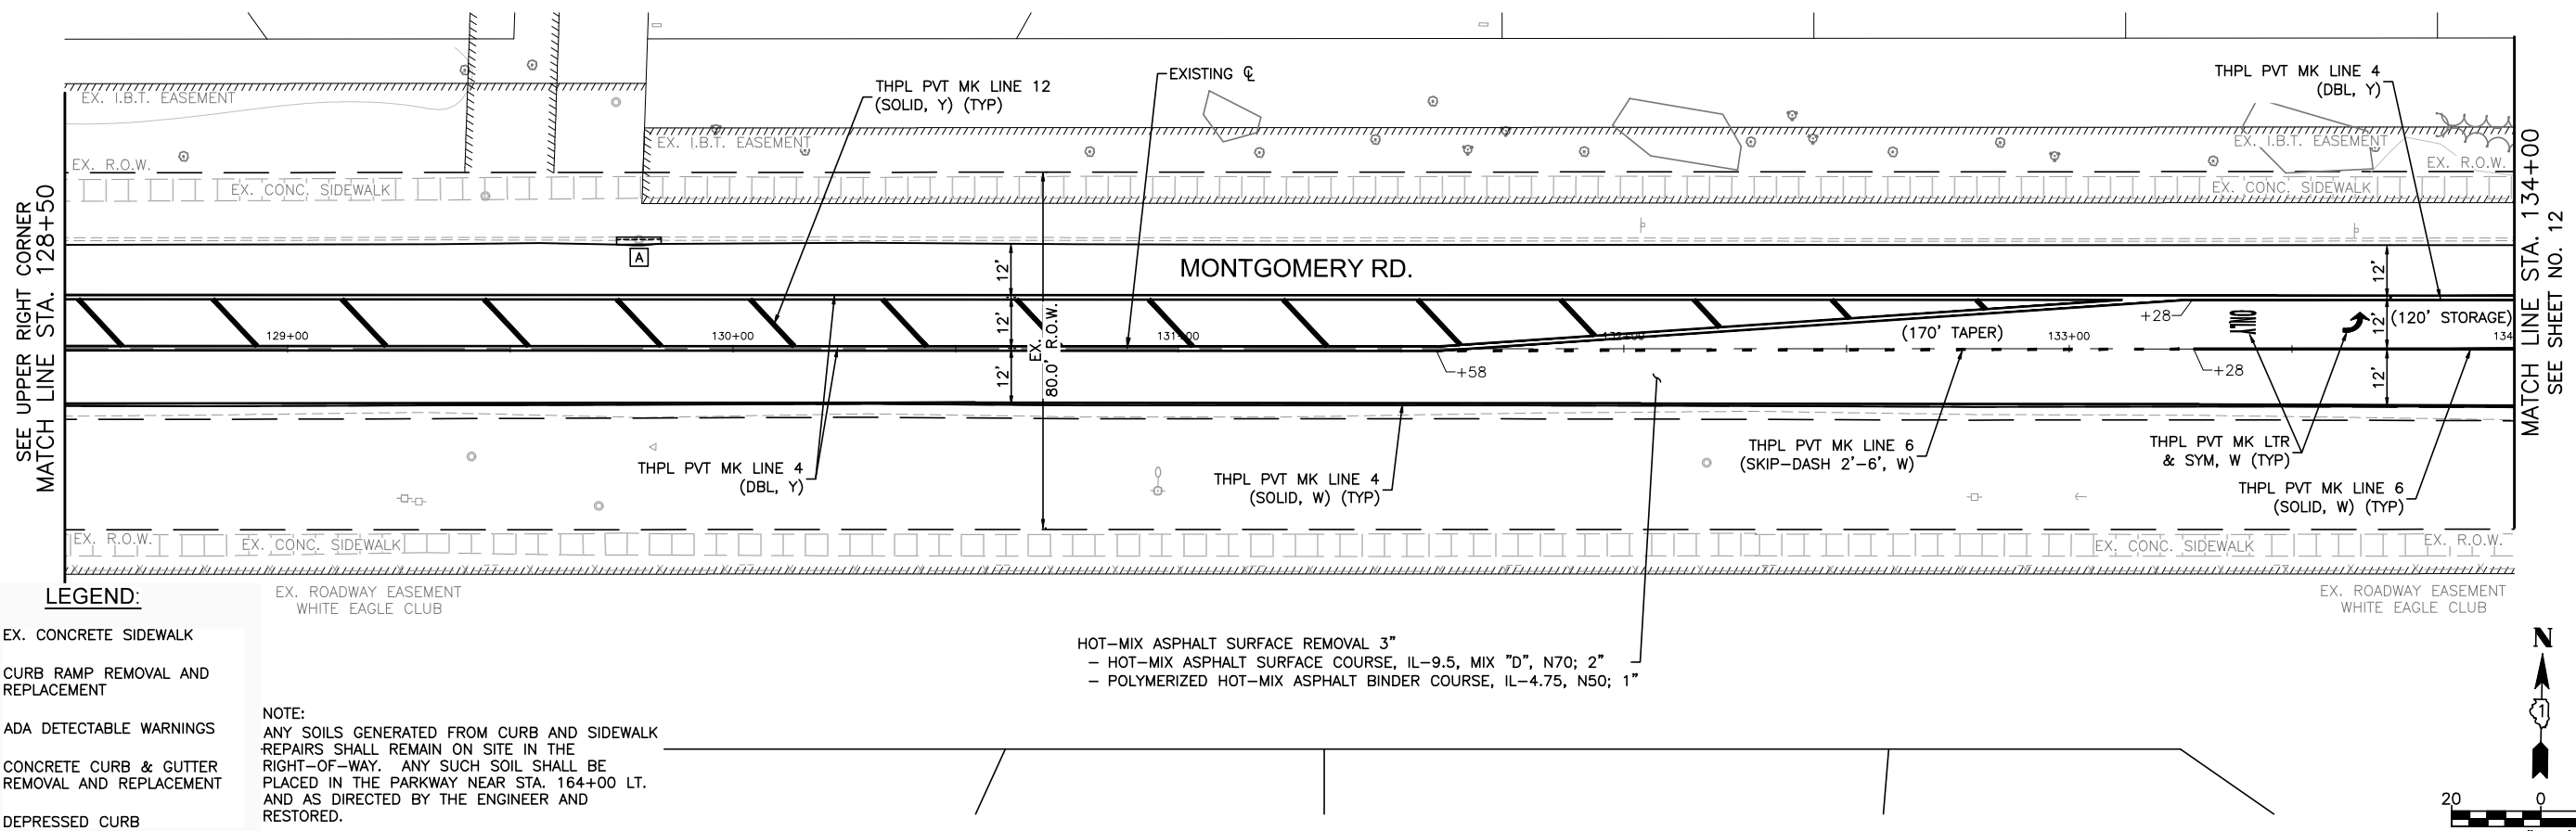 THPL PVT MK LINE 12
(SOLID, Y) (TYP)
EXISTING ℄
THPL PVT MK LINE 4
(DBL, Y)
EX. I.B.T. EASEMENT
EX. I.B.T. EASEMENT
EX. I.B.T. EASEMENT
EX. R.O.W.
EX. R.O.W.
EX. CONC. SIDEWALK
EX. CONC. SIDEWALK
SEE UPPER RIGHT CORNER
MATCH LINE STA. 128+50
MATCH LINE STA. 134+00
SEE SHEET NO. 12
A
MONTGOMERY RD.
12'
12'
12'
EX.
80.0' R.O.W.
12'
12'
12'
129+00
130+00
131+00
132+00
133+00
134
+28
ONLY
(120' STORAGE)
(170' TAPER)
+58
+28
THPL PVT MK LINE 4
(DBL, Y)
THPL PVT MK LINE 4
(SOLID, W) (TYP)
THPL PVT MK LINE 6
(SKIP-DASH 2'-6', W)
THPL PVT MK LTR
& SYM, W (TYP)
THPL PVT MK LINE 6
(SOLID, W) (TYP)
EX. R.O.W.
EX. CONC. SIDEWALK
EX. CONC. SIDEWALK
EX. R.O.W.
EX. ROADWAY EASEMENT
WHITE EAGLE CLUB
EX. ROADWAY EASEMENT
WHITE EAGLE CLUB
HOT-MIX ASPHALT SURFACE REMOVAL 3"
- HOT-MIX ASPHALT SURFACE COURSE, IL-9.5, MIX "D", N70; 2"
- POLYMERIZED HOT-MIX ASPHALT BINDER COURSE, IL-4.75, N50; 1"
LEGEND:
EX. CONCRETE SIDEWALK
CURB RAMP REMOVAL AND
REPLACEMENT
ADA DETECTABLE WARNINGS
CONCRETE CURB & GUTTER
REMOVAL AND REPLACEMENT
DEPRESSED CURB
NOTE:
ANY SOILS GENERATED FROM CURB AND SIDEWALK
REPAIRS SHALL REMAIN ON SITE IN THE
RIGHT-OF-WAY. ANY SUCH SOIL SHALL BE
PLACED IN THE PARKWAY NEAR STA. 164+00 LT.
AND AS DIRECTED BY THE ENGINEER AND
RESTORED.
N
1
20 0